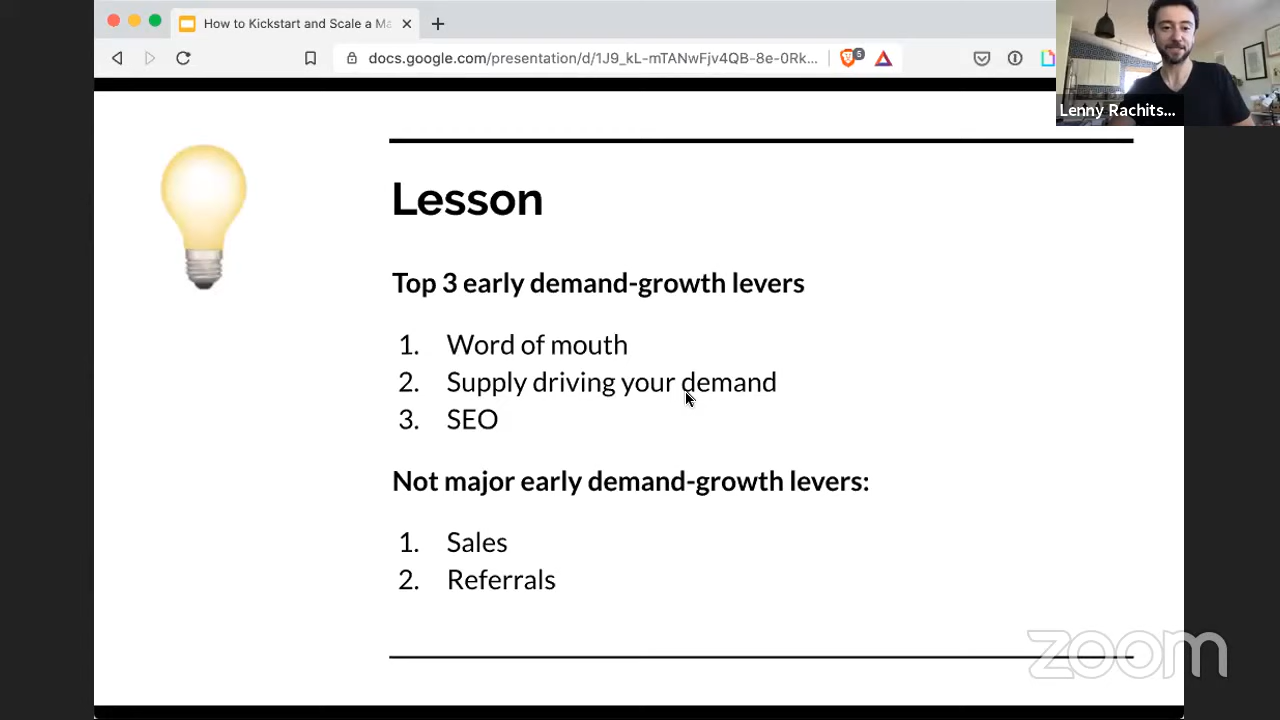 How to Kickstart and Scale a Ma
docs.google.com/presentation/d/1J9_kL-mTANwFjv4QB-8e-0Rk...
5
Lenny Rachits...
Lesson
Top 3 early demand-growth levers
1. Word of mouth
2. Supply driving your demand
3. SEO
Not major early demand-growth levers:
1. Sales
2. Referrals
zoom